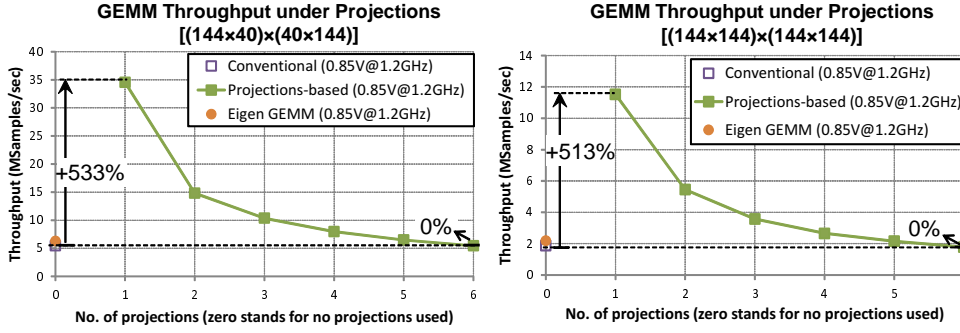 GEMM Throughput under Projections
[(144×40)×(40×144)]
Throughput (MSamples/sec)
40
35
30
25
20
15
10
5
0
Conventional (0.85V@1.2GHz)
Projections-based (0.85V@1.2GHz)
Eigen GEMM (0.85V@1.2GHz)
+533%
0%
0 1 2 3 4 5 6
No. of projections (zero stands for no projections used)
GEMM Throughput under Projections
[(144×144)×(144×144)]
Throughput (MSamples/sec)
14
12
10
8
6
4
2
0
Conventional (0.85V@1.2GHz)
Projections-based (0.85V@1.2GHz)
Eigen GEMM (0.85V@1.2GHz)
+513%
0%
0 1 2 3 4 5
No. of projections (zero stands for no projections used)